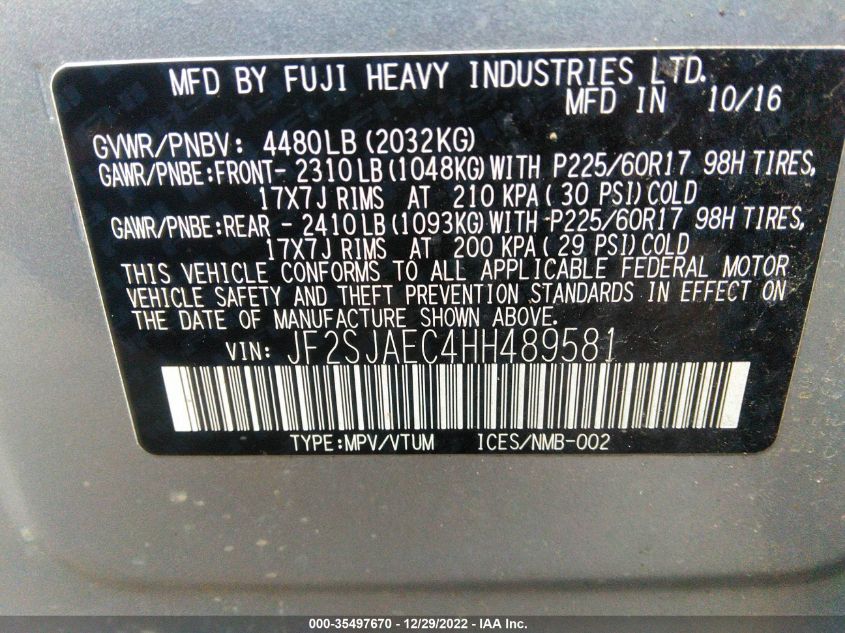 MFD BY FUJI HEAVY INDUSTRIES LTD.
MFD IN 10/16
GVWR/PNBV: 4480LB (2032KG)
GAWR/PNBE:FRONT- 2310LB (1048KG)WITH P225/60R17 98H TIRES,
17X7J RIMS AT 210 KPA( 30 PSI)COLD
GAWR/PNBE:REAR - 2410LB (1093KG)WITH P225/60R17 98H TIRES,
17X7J RIMS AT 200 KPA( 29 PSI)COLD
THIS VEHICLE CONFORMS TO ALL APPLICABLE FEDERAL MOTOR
VEHICLE SAFETY AND THEFT PREVENTION STANDARDS IN EFFECT ON
THE DATE OF MANUFACTURE SHOWN ABOVE.
VIN: JF2SJAEC4HH489581
TYPE:MPV/VTUM ICES/NMB-002
000-35497670 - 12/29/2022 - IAA Inc.